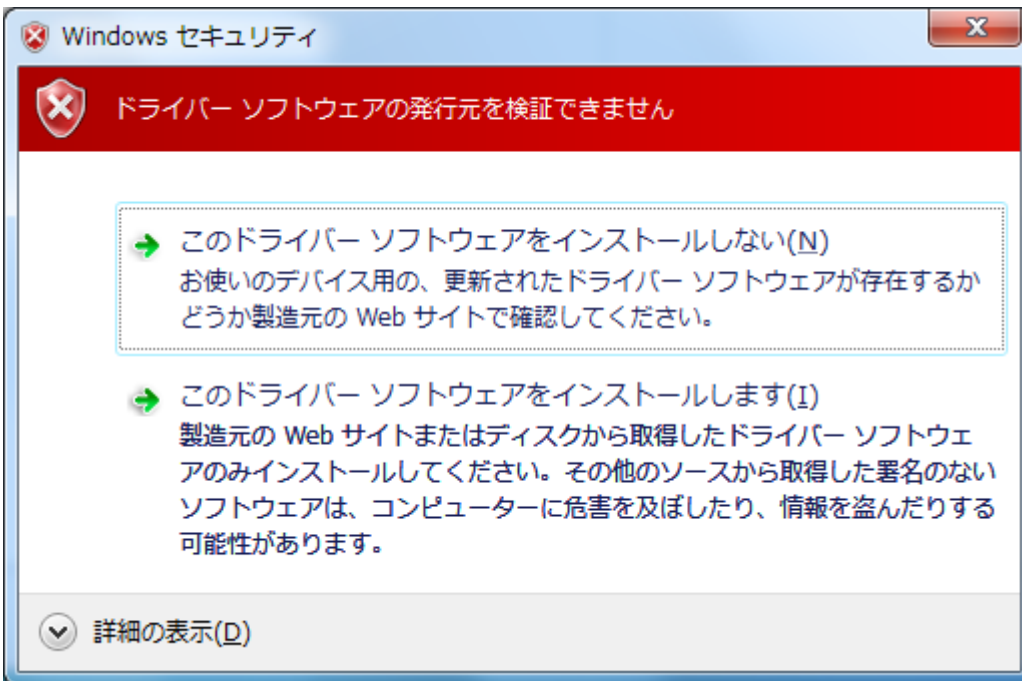 Windows セキュリティ
ドライバー ソフトウェアの発行元を検証できません
このドライバー ソフトウェアをインストールしない(N)
お使いのデバイス用の、更新されたドライバー ソフトウェアが存在するか
どうか製造元の Web サイトで確認してください。
このドライバー ソフトウェアをインストールします(I)
製造元の Web サイトまたはディスクから取得したドライバー ソフトウェ
アのみインストールしてください。その他のソースから取得した署名のない
ソフトウェアは、コンピューターに危害を及ぼしたり、情報を盗んだりする
可能性があります。
詳細の表示(D)